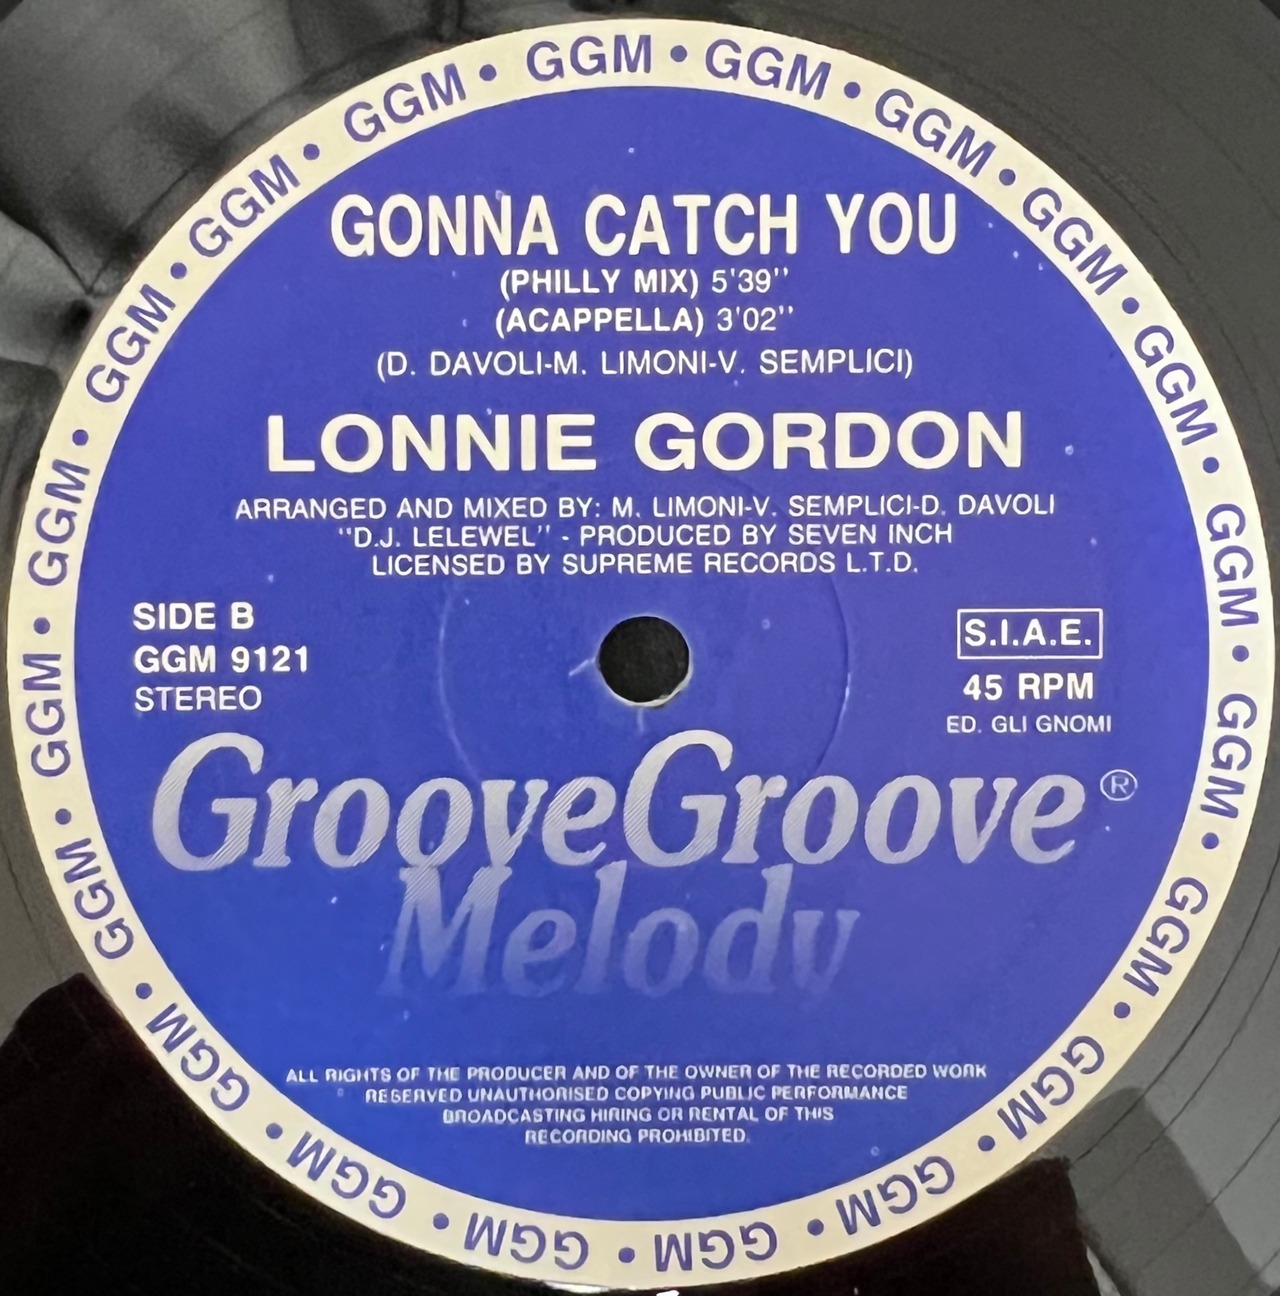 GGM • GGM • GGM • GGM • GGM • GGM • GGM • GGM • GGM • GGM • GGM • GGM • GGM • GGM • GGM • GGM • GGM • GGM • GGM • GGM •
GONNA CATCH YOU
(PHILLY MIX) 5'39''
(ACAPPELLA) 3'02''
(D. DAVOLI-M. LIMONI-V. SEMPLICI)
LONNIE GORDON
ARRANGED AND MIXED BY: M. LIMONI-V. SEMPLICI-D. DAVOLI
"D.J. LELEWEL" - PRODUCED BY SEVEN INCH
LICENSED BY SUPREME RECORDS L.T.D.
SIDE B
GGM 9121
STEREO
S.I.A.E.
45 RPM
ED. GLI GNOMI
GrooveGroove ®
Melody
ALL RIGHTS OF THE PRODUCER AND OF THE OWNER OF THE RECORDED WORK
RESERVED UNAUTHORISED COPYING PUBLIC PERFORMANCE
BROADCASTING HIRING OR RENTAL OF THIS
RECORDING PROHIBITED.